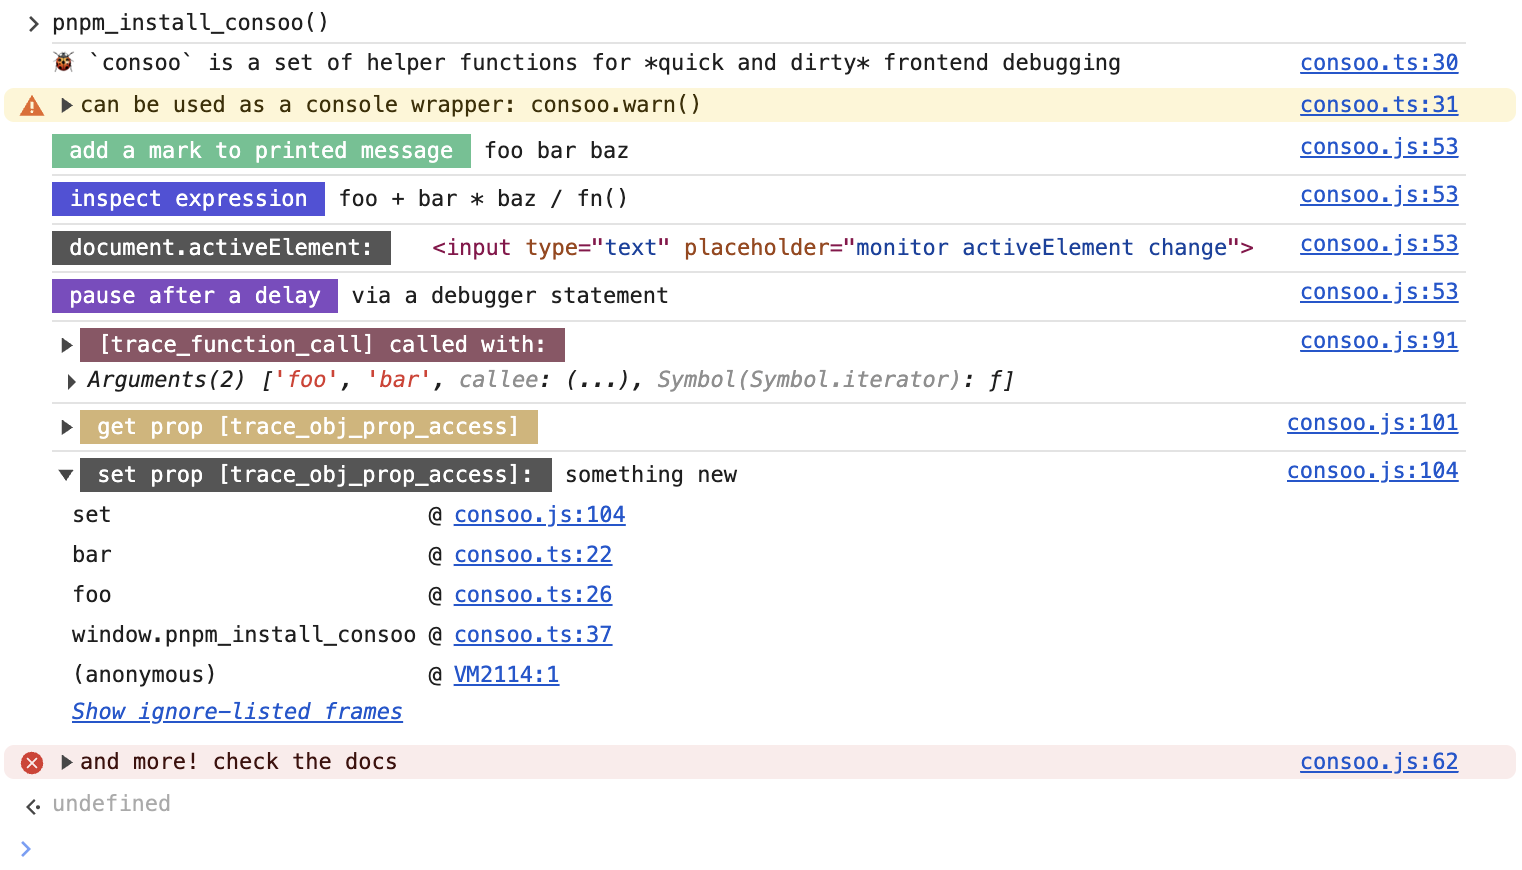 pnpm_install_consoo()
🐞 `consoo` is a set of helper functions for *quick and dirty* frontend debugging consoo.ts:30
can be used as a console wrapper: consoo.warn() consoo.ts:31
add a mark to printed message foo bar baz consoo.js:53
inspect expression foo + bar * baz / fn() consoo.js:53
document.activeElement: <input type="text" placeholder="monitor activeElement change"> consoo.js:53
pause after a delay via a debugger statement consoo.js:53
[trace_function_call] called with: consoo.js:91
Arguments(2) ['foo', 'bar', callee: (...), Symbol(Symbol.iterator): ƒ]
get prop [trace_obj_prop_access] consoo.js:101
set prop [trace_obj_prop_access]: something new consoo.js:104
set @ consoo.js:104
bar @ consoo.ts:22
foo @ consoo.ts:26
window.pnpm_install_consoo @ consoo.ts:37
(anonymous) @ VM2114:1
Show ignore-listed frames
and more! check the docs consoo.js:62
undefined